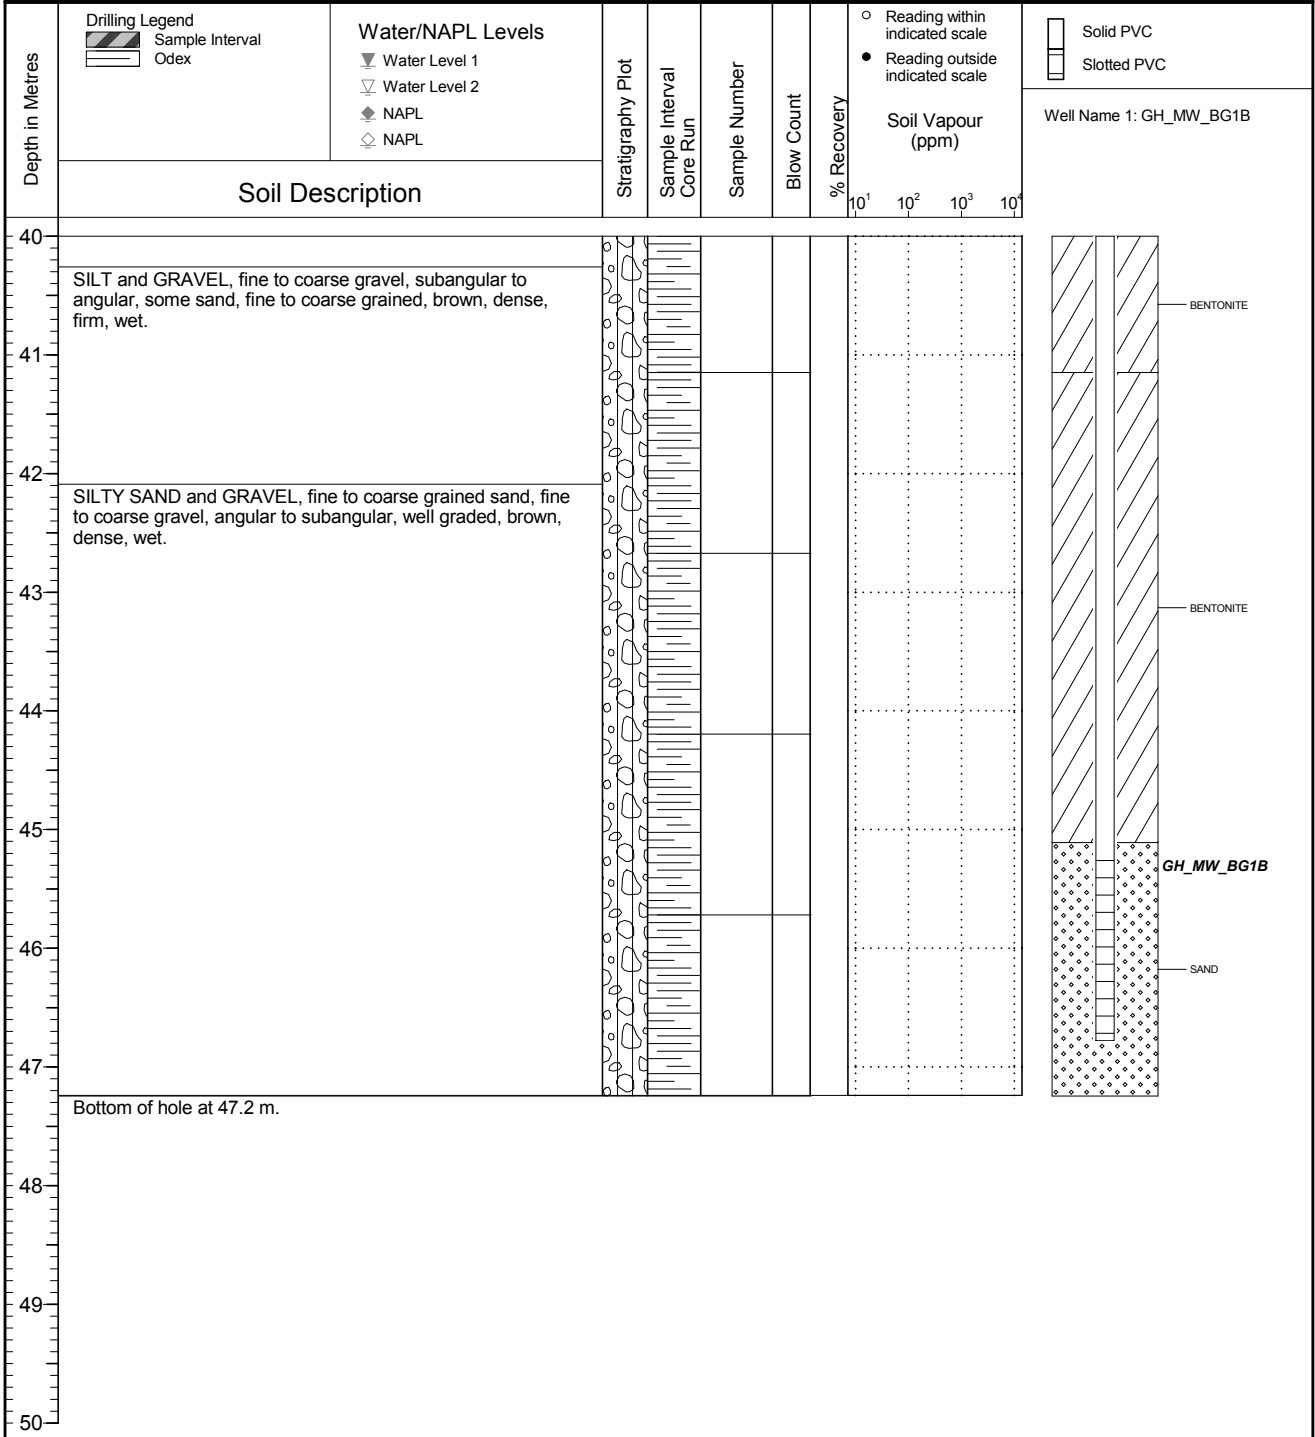 Depth in Metres
Drilling Legend
Sample Interval
Odex
Water/NAPL Levels
Water Level 1
Water Level 2
NAPL
NAPL
Soil Description
Stratigraphy Plot
Sample Interval
Core Run
Sample Number
Blow Count
% Recovery
Reading within
indicated scale
Reading outside
indicated scale
Soil Vapour
(ppm)
10¹ 10² 10³ 10⁴
Solid PVC
Slotted PVC
Well Name 1: GH_MW_BG1B
40
SILT and GRAVEL, fine to coarse gravel, subangular to
angular, some sand, fine to coarse grained, brown, dense,
firm, wet.
BENTONITE
41
42
SILTY SAND and GRAVEL, fine to coarse grained sand, fine
to coarse gravel, angular to subangular, well graded, brown,
dense, wet.
43
BENTONITE
44
45
GH_MW_BG1B
46
SAND
47
Bottom of hole at 47.2 m.
48
49
50